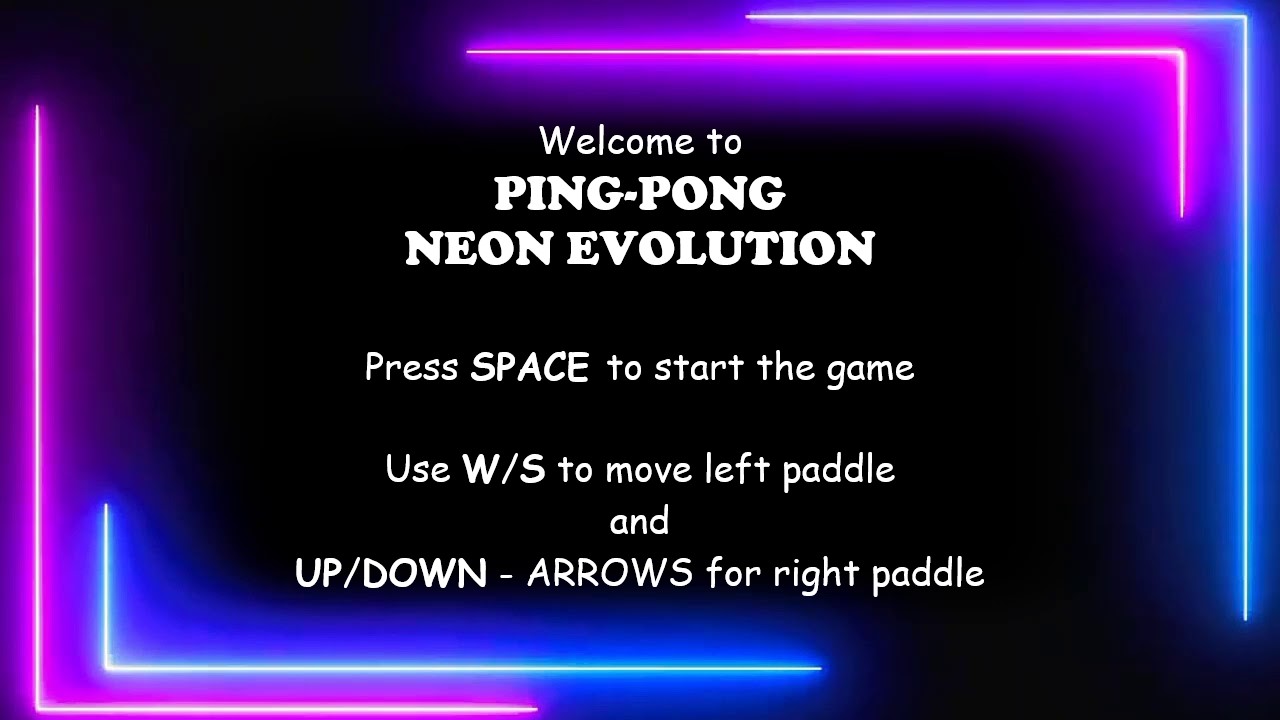 Welcome to
PING-PONG
NEON EVOLUTION
Press SPACE to start the game
Use W/S to move left paddle
and
UP/DOWN - ARROWS for right paddle